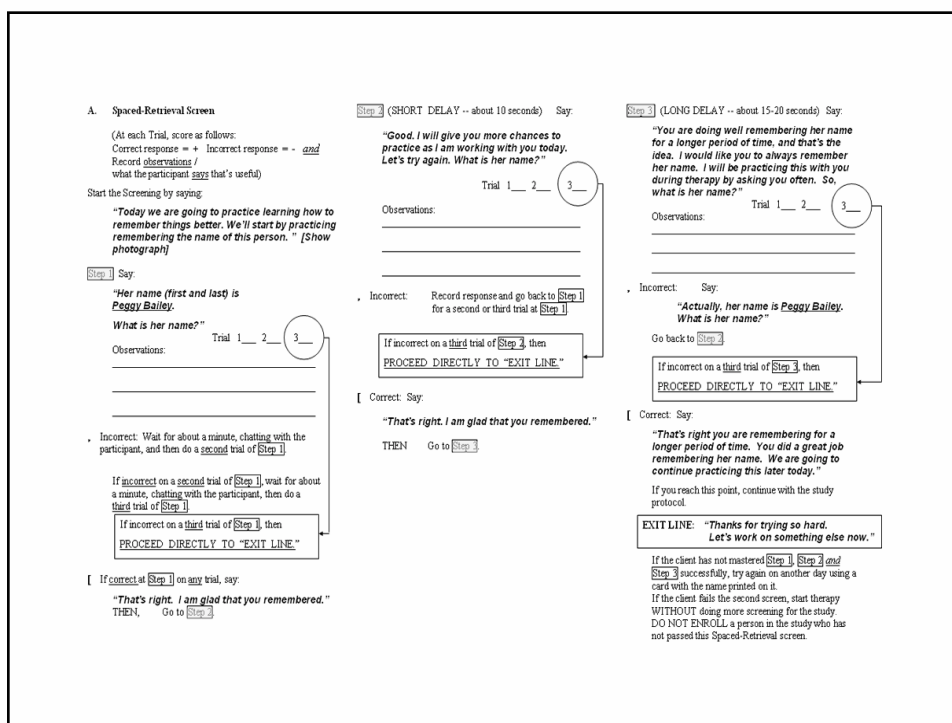 A. Spaced-Retrieval Screen
(At each Trial, score as follows:
Correct response = + Incorrect response = - and
Record observations /
what the participant says that's useful)
Start the Screening by saying:
“Today we are going to practice learning how to
remember things better. We'll start by practicing
remembering the name of this person. ” [Show
photograph]
Step 1 Say:
“Her name (first and last) is
Peggy Bailey.
What is her name?”
Trial 1__ 2__ 3__
Observations:
, Incorrect: Wait for about a minute, chatting with the
participant, and then do a second trial of Step 1.
If incorrect on a second trial of Step 1, wait for about
a minute, chatting with the participant, then do a
third trial of Step 1.
If incorrect on a third trial of Step 1, then
PROCEED DIRECTLY TO “EXIT LINE.”
[ If correct at Step 1 on any trial, say:
“That's right. I am glad that you remembered.”
THEN, Go to Step 2.
Step 2 (SHORT DELAY -- about 10 seconds) Say:
“Good. I will give you more chances to
practice as I am working with you today.
Let's try again. What is her name?”
Trial 1__ 2__ 3__
Observations:
, Incorrect: Record response and go back to Step 1
for a second or third trial at Step 1.
If incorrect on a third trial of Step 2, then
PROCEED DIRECTLY TO “EXIT LINE.”
[ Correct: Say:
“That's right. I am glad that you remembered.”
THEN Go to Step 3.
Step 3 (LONG DELAY -- about 15-20 seconds) Say:
“You are doing well remembering her name
for a longer period of time, and that's the
idea. I would like you to always remember
her name. I will be practicing this with you
during therapy by asking you often. So,
what is her name?”
Trial 1__ 2__ 3__
Observations:
, Incorrect: Say:
“Actually, her name is Peggy Bailey.
What is her name?”
Go back to Step 2.
If incorrect on a third trial of Step 3, then
PROCEED DIRECTLY TO “EXIT LINE.”
[ Correct: Say:
“That's right you are remembering for a
longer period of time. You did a great job
remembering her name. We are going to
continue practicing this later today.”
If you reach this point, continue with the study
protocol.
EXIT LINE: “Thanks for trying so hard.
Let's work on something else now.”
If the client has not mastered Step 1, Step 2 and
Step 3 successfully, try again on another day using a
card with the name printed on it.
If the client fails the second screen, start therapy
WITHOUT doing more screening for the study.
DO NOT ENROLL a person in the study who has
not passed this Spaced-Retrieval screen.